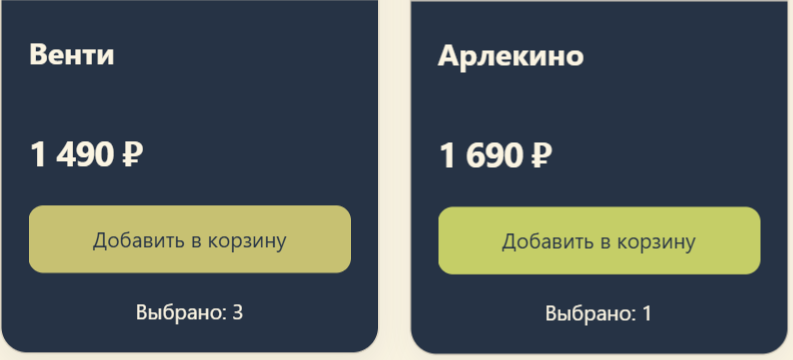 Венти
1 490 ₽
Добавить в корзину
Выбрано: 3
Арлекино
1 690 ₽
Добавить в корзину
Выбрано: 1